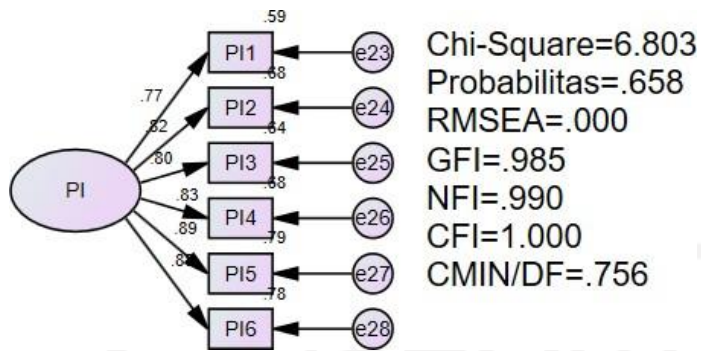 .59
PI1
e23
.68
PI2
e24
.64
PI3
e25
.68
PI4
e26
.79
PI5
e27
.78
PI6
e28
PI
.77
.82
.80
.83
.89
Chi-Square=6.803
Probabilitas=.658
RMSEA=.000
GFI=.985
NFI=.990
CFI=1.000
CMIN/DF=.756